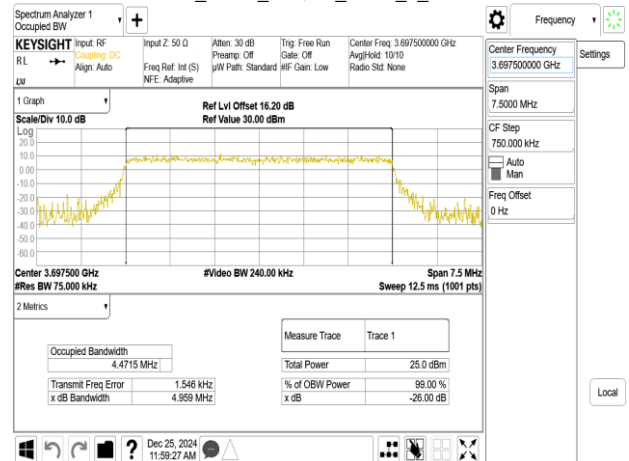 Spectrum Analyzer 1
Occupied BW
Frequency
KEYSIGHT
Input: RF
Coupling: DC
Align: Auto
RL
LXI
Input Z: 50 Ω
Freq Ref: Int (S)
NFE: Adaptive
Atten: 30 dB
Preamp: Off
µW Path: Standard
Trig: Free Run
Gate: Off
#IF Gain: Low
Center Freq: 3.697500000 GHz
Avg|Hold: 10/10
Radio Std: None
Center Frequency
3.697500000 GHz
Settings
Span
7.5000 MHz
CF Step
750.000 kHz
Auto
Man
Freq Offset
0 Hz
1 Graph
Scale/Div 10.0 dB
Ref Lvl Offset 16.20 dB
Ref Value 30.00 dBm
Log
20.0
10.0
0.00
-10.0
-20.0
-30.0
-40.0
-50.0
-60.0
Center 3.697500 GHz
#Res BW 75.000 kHz
#Video BW 240.00 kHz
Span 7.5 MHz
Sweep 12.5 ms (1001 pts)
2 Metrics
Measure Trace Trace 1
Occupied Bandwidth
4.4715 MHz
Total Power 25.0 dBm
Transmit Freq Error 1.546 kHz
% of OBW Power 99.00 %
x dB Bandwidth 4.959 MHz
x dB -26.00 dB
Local
?
Dec 25, 2024
11:59:27 AM